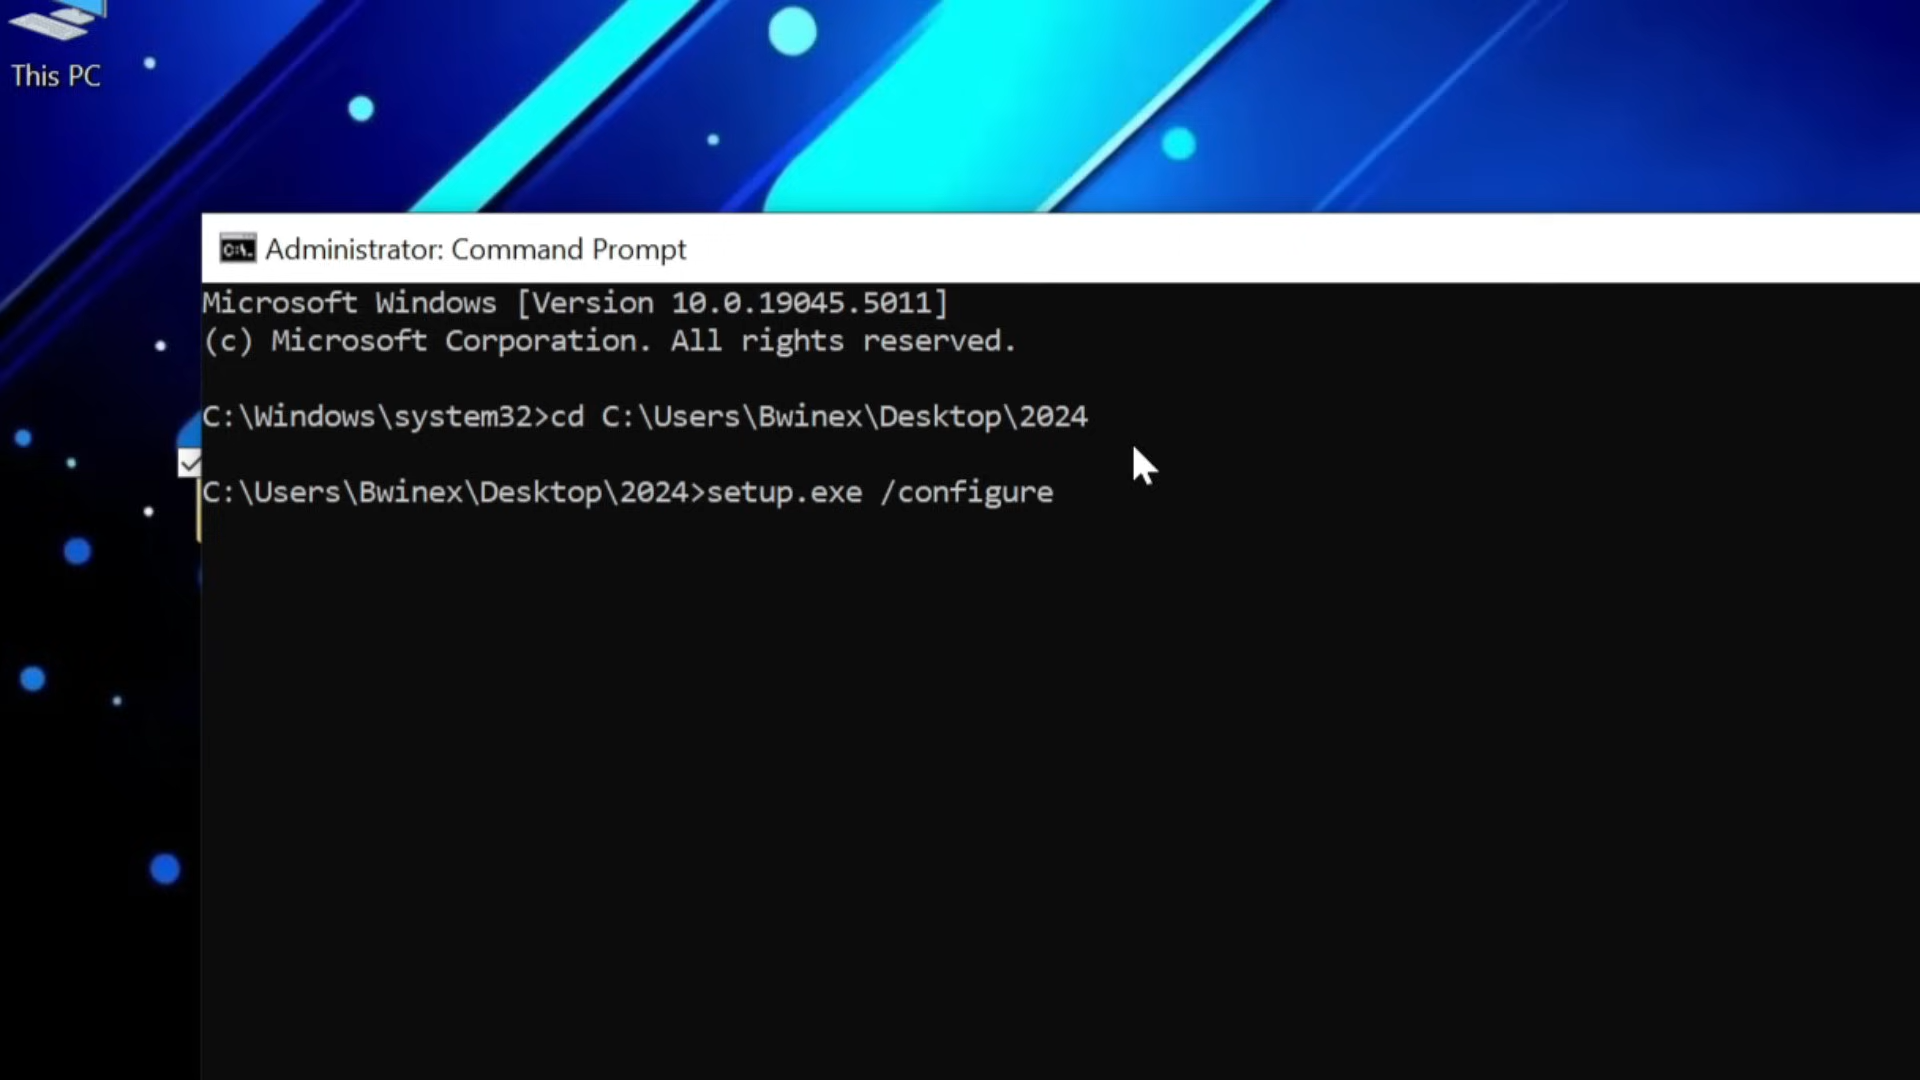 This PC
Administrator: Command Prompt
Microsoft Windows [Version 10.0.19045.5011]
(c) Microsoft Corporation. All rights reserved.
C:\Windows\system32>cd C:\Users\Bwinex\Desktop\2024
C:\Users\Bwinex\Desktop\2024>setup.exe /configure